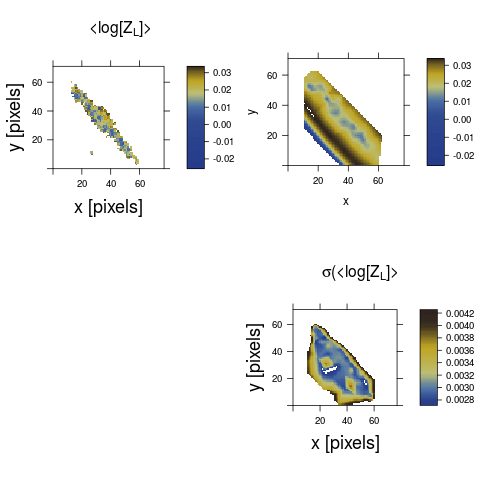 <log[Z_L]>
60
40
20
20 40 60
y [pixels]
x [pixels]
0.03
0.02
0.01
0.00
-0.01
-0.02
60
40
20
20 40 60
y
x
0.03
0.02
0.01
0.00
-0.01
-0.02
σ(<log[Z_L]>
60
40
20
20 40 60
y [pixels]
x [pixels]
0.0042
0.0040
0.0038
0.0036
0.0034
0.0032
0.0030
0.0028